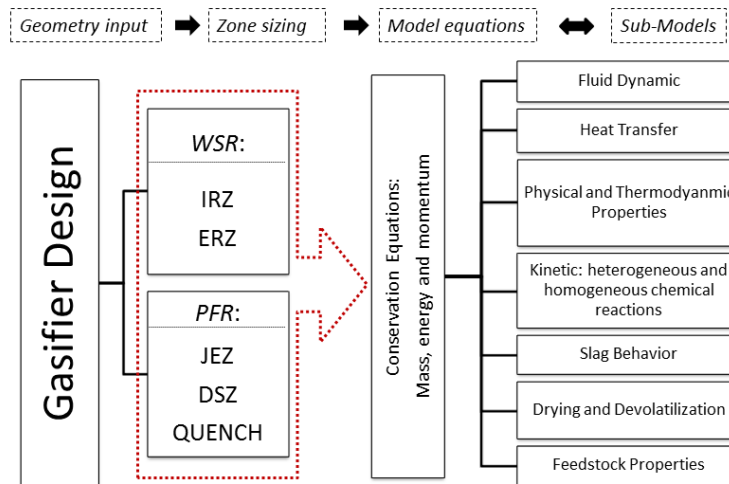 Geometry input
Zone sizing
Model equations
Sub-Models
Gasifier Design
WSR:
IRZ
ERZ
PFR:
JEZ
DSZ
QUENCH
Conservation Equations:
Mass, energy and momentum
Fluid Dynamic
Heat Transfer
Physical and Thermodyanmic
Properties
Kinetic: heterogeneous and
homogeneous chemical
reactions
Slag Behavior
Drying and Devolatilization
Feedstock Properties